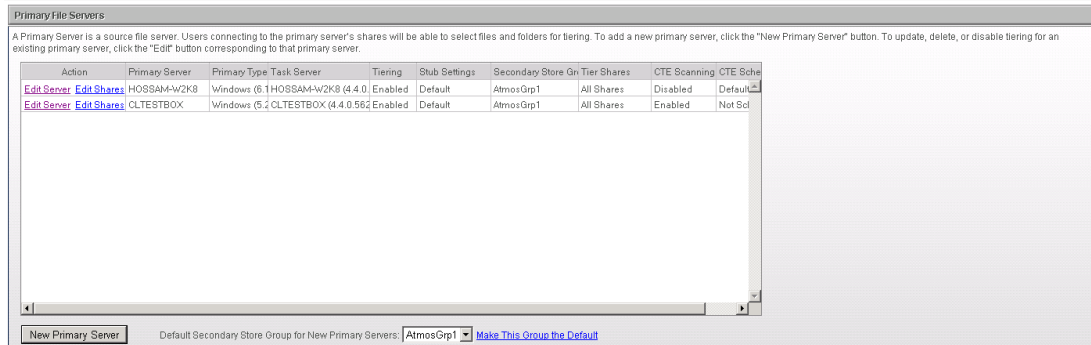 Primary File Servers
A Primary Server is a source file server. Users connecting to the primary server's shares will be able to select files and folders for tiering. To add a new primary server, click the "New Primary Server" button. To update, delete, or disable tiering for an
existing primary server, click the "Edit" button corresponding to that primary server.
Action Primary Server Primary Type Task Server Tiering Stub Settings Secondary Store Gr Tier Shares CTE Scanning CTE Sche
Edit Server Edit Shares HOSSAM-W2K8 Windows (6.1 HOSSAM-W2K8 (4.4.0. Enabled Default AtmosGrp1 All Shares Disabled Default
Edit Server Edit Shares CLTESTBOX Windows (5.2 CLTESTBOX (4.4.0.562 Enabled Default AtmosGrp1 All Shares Enabled Not Scl
New Primary Server Default Secondary Store Group for New Primary Servers: AtmosGrp1 Make This Group the Default